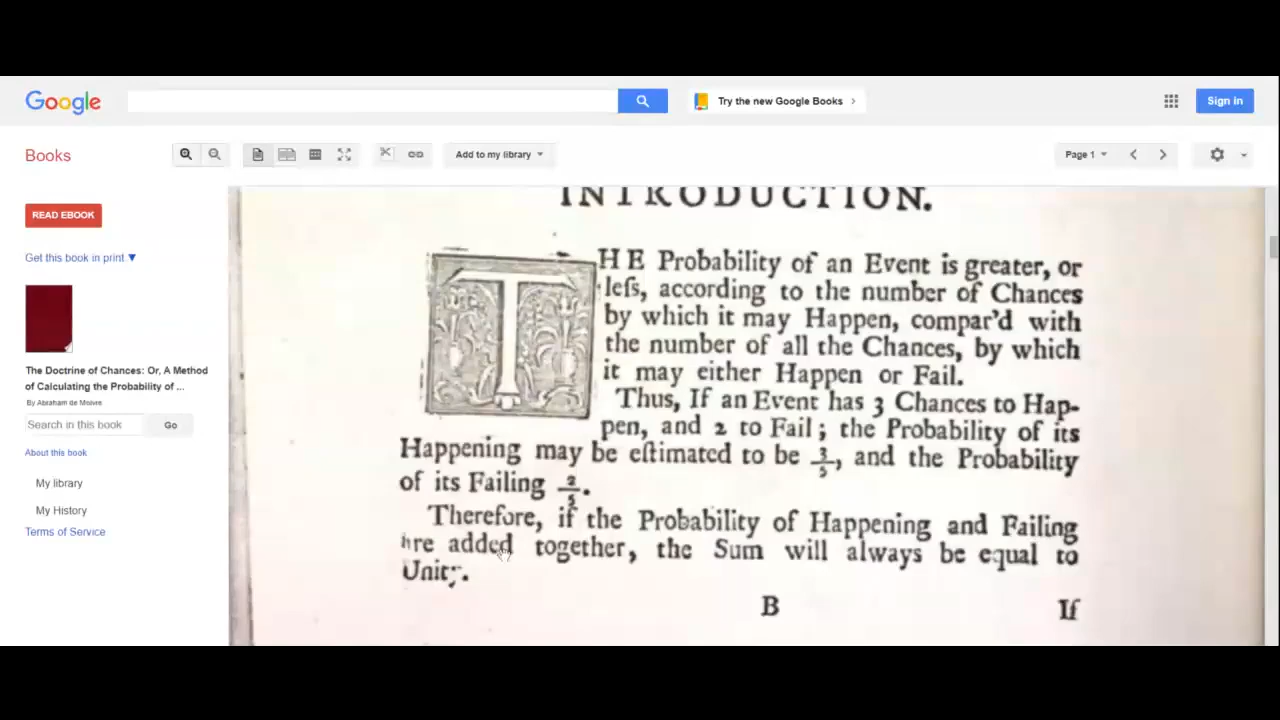 Google
Try the new Google Books
Sign in
Books
Add to my library
Page 1
READ EBOOK
Get this book in print ▼
The Doctrine of Chances: Or, A Method
of Calculating the Probability of ...
By Abraham de Moivre
Search in this book
Go
About this book
My library
My History
Terms of Service
INTRODUCTION.
THE Probability of an Event is greater, or
leſs, according to the number of Chances
by which it may Happen, compar'd with
the number of all the Chances, by which
it may either Happen or Fail.
Thus, If an Event has 3 Chances to Hap-
pen, and 2 to Fail; the Probability of its
Happening may be eſtimated to be 3/5, and the Probability
of its Failing 2/5.
Therefore, if the Probability of Happening and Failing
are added together, the Sum will always be equal to
Unity.
B If